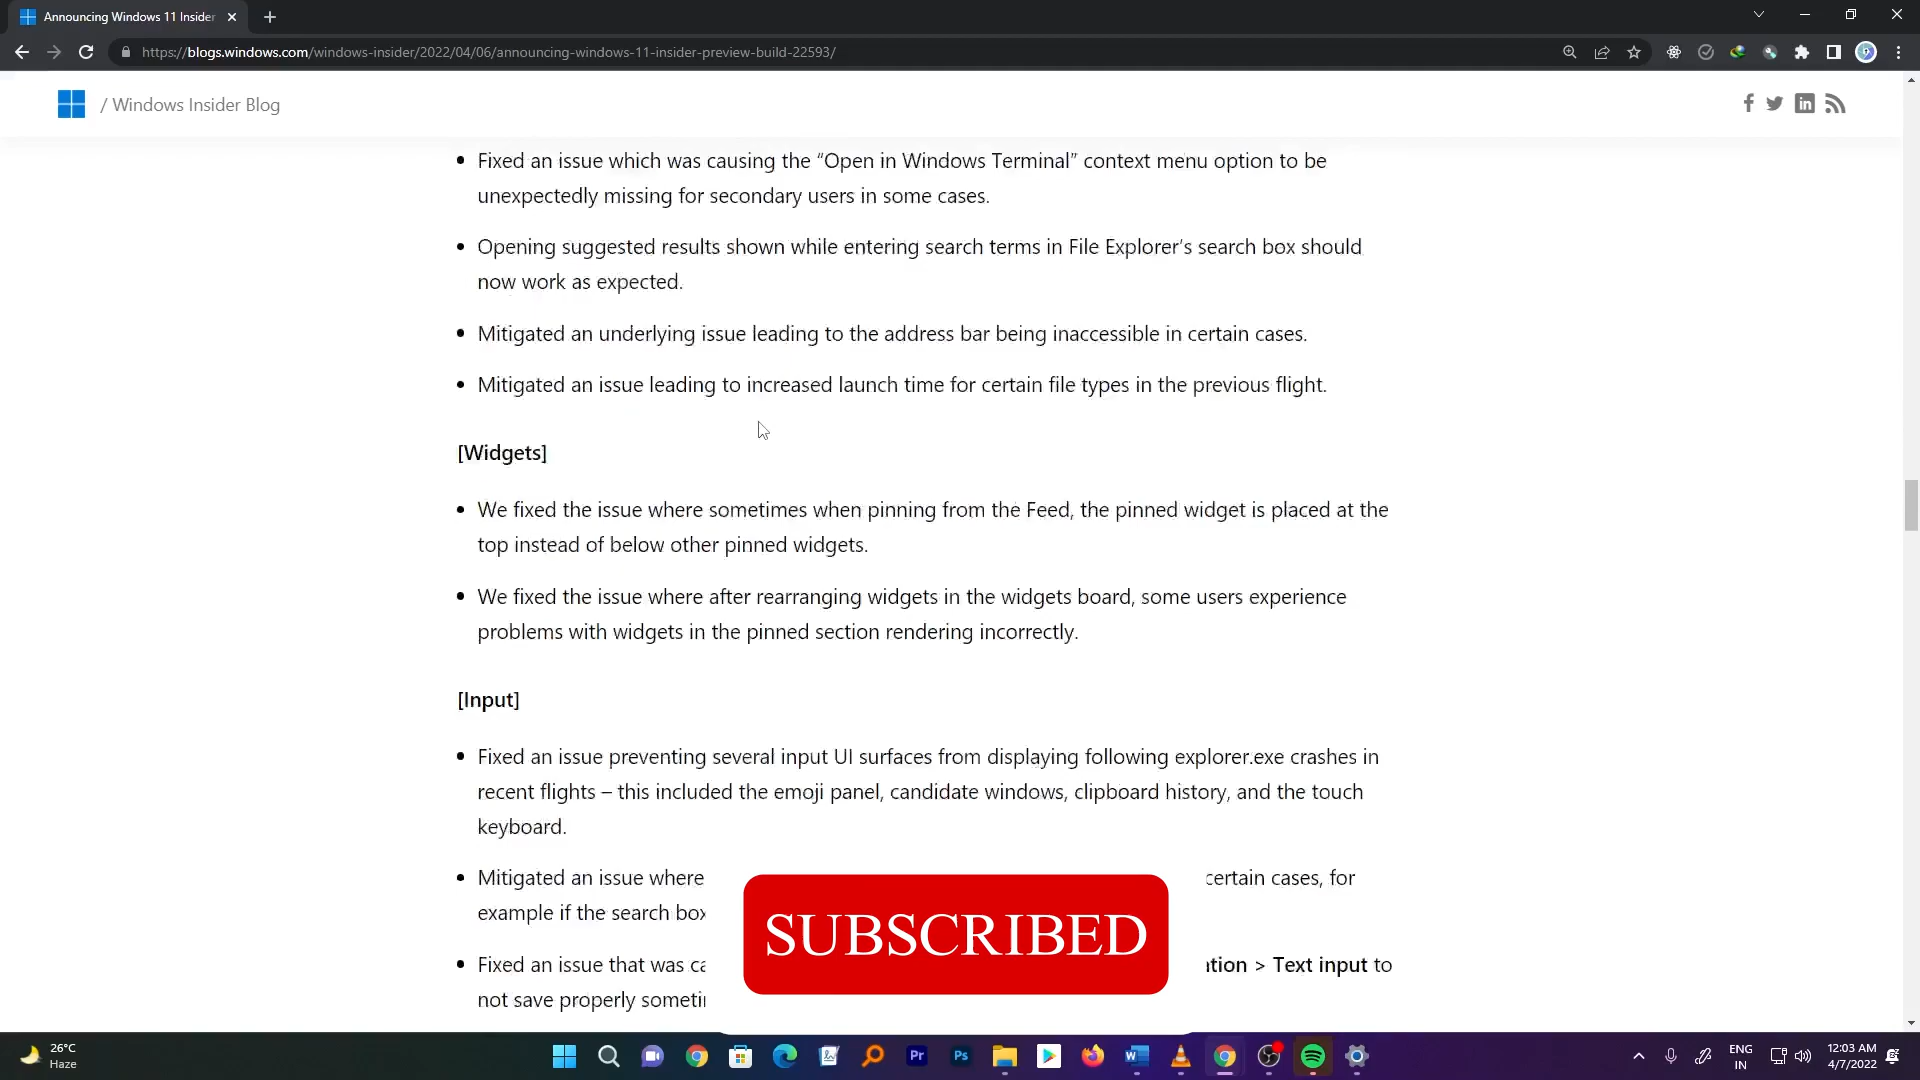 Announcing Windows 11 Insider
https://blogs.windows.com/windows-insider/2022/04/06/announcing-windows-11-insider-preview-build-22593/
/ Windows Insider Blog
• Fixed an issue which was causing the “Open in Windows Terminal” context menu option to be
unexpectedly missing for secondary users in some cases.
• Opening suggested results shown while entering search terms in File Explorer’s search box should
now work as expected.
• Mitigated an underlying issue leading to the address bar being inaccessible in certain cases.
• Mitigated an issue leading to increased launch time for certain file types in the previous flight.
[Widgets]
• We fixed the issue where sometimes when pinning from the Feed, the pinned widget is placed at the
top instead of below other pinned widgets.
• We fixed the issue where after rearranging widgets in the widgets board, some users experience
problems with widgets in the pinned section rendering incorrectly.
[Input]
• Fixed an issue preventing several input UI surfaces from displaying following explorer.exe crashes in
recent flights – this included the emoji panel, candidate windows, clipboard history, and the touch
keyboard.
• Mitigated an issue where certain cases, for
example if the search box
SUBSCRIBED
• Fixed an issue that was > Text input to
not save properly
26°C
Haze
Pr
Ps
ENG
IN
12:03 AM
4/7/2022